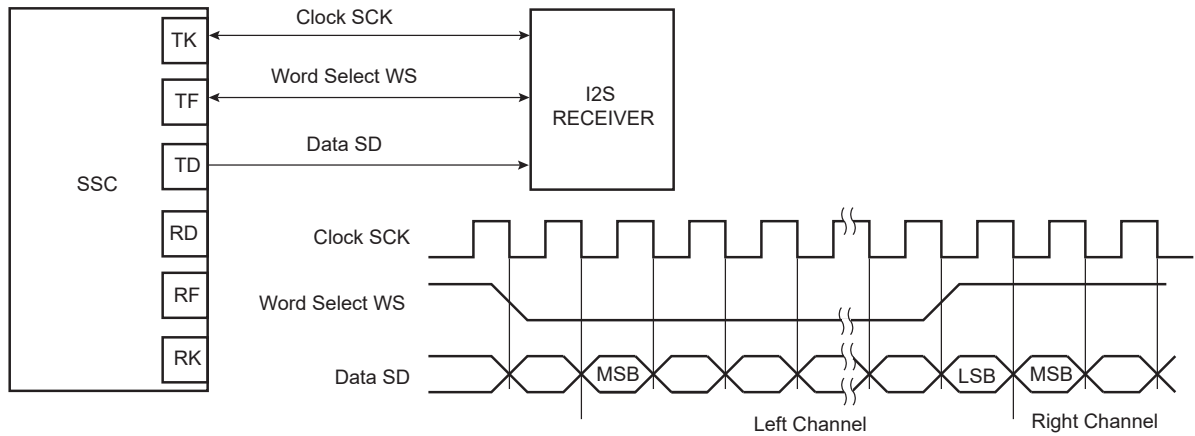 Clock SCK
TK
Word Select WS
TF
I2S
RECEIVER
Data SD
TD
SSC
RD
RF
RK
Clock SCK
Word Select WS
Data SD
MSB
LSB
MSB
Left Channel
Right Channel